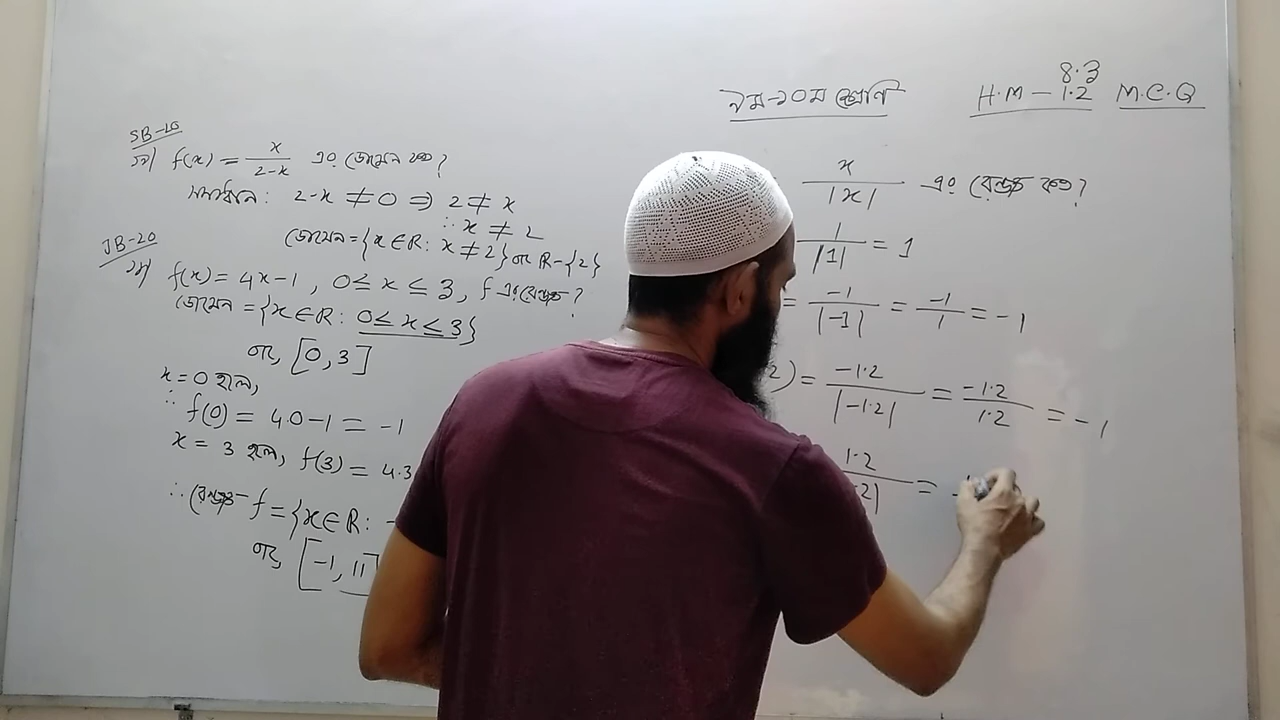 ৯ম-১০ম শ্রেণি
8.3
H.M - 1.2 M.C.Q
SB-20
f(x) = x/(2-x) এর ডোমেন কত?
সমাধান: 2-x ≠ 0 ⇒ 2 ≠ x
∴ x ≠ 2
ডোমেন = {x∈R: x ≠ 2} বা R-{2}
JB-20
f(x) = 4x-1, 0 ≤ x ≤ 3, f এর রেঞ্জ?
ডোমেন = {x∈R: 0 ≤ x ≤ 3}
বা, [0, 3]
x = 0 হলে,
∴ f(0) = 4.0-1 = -1
x = 3 হলে, f(3) = 4.3
∴ রেঞ্জ f = {x∈R: -
বা, [-1, 11]
x/|x| এর রেঞ্জ কত?
1/|1| = 1
= -1/|-1| = -1/1 = -1
2) = -1.2/|-1.2| = -1.2/1.2 = -1
1.2/2| =